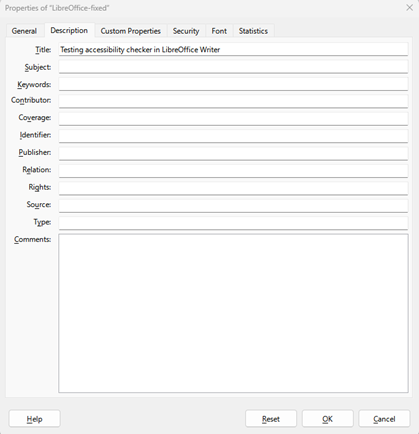 Properties of "LibreOffice-fixed"
General Description Custom Properties Security Font Statistics
Title: Testing accessibility checker in LibreOffice Writer
Subject:
Keywords:
Contributor:
Coverage:
Identifier:
Publisher:
Relation:
Rights:
Source:
Type:
Comments:
Help Reset OK Cancel